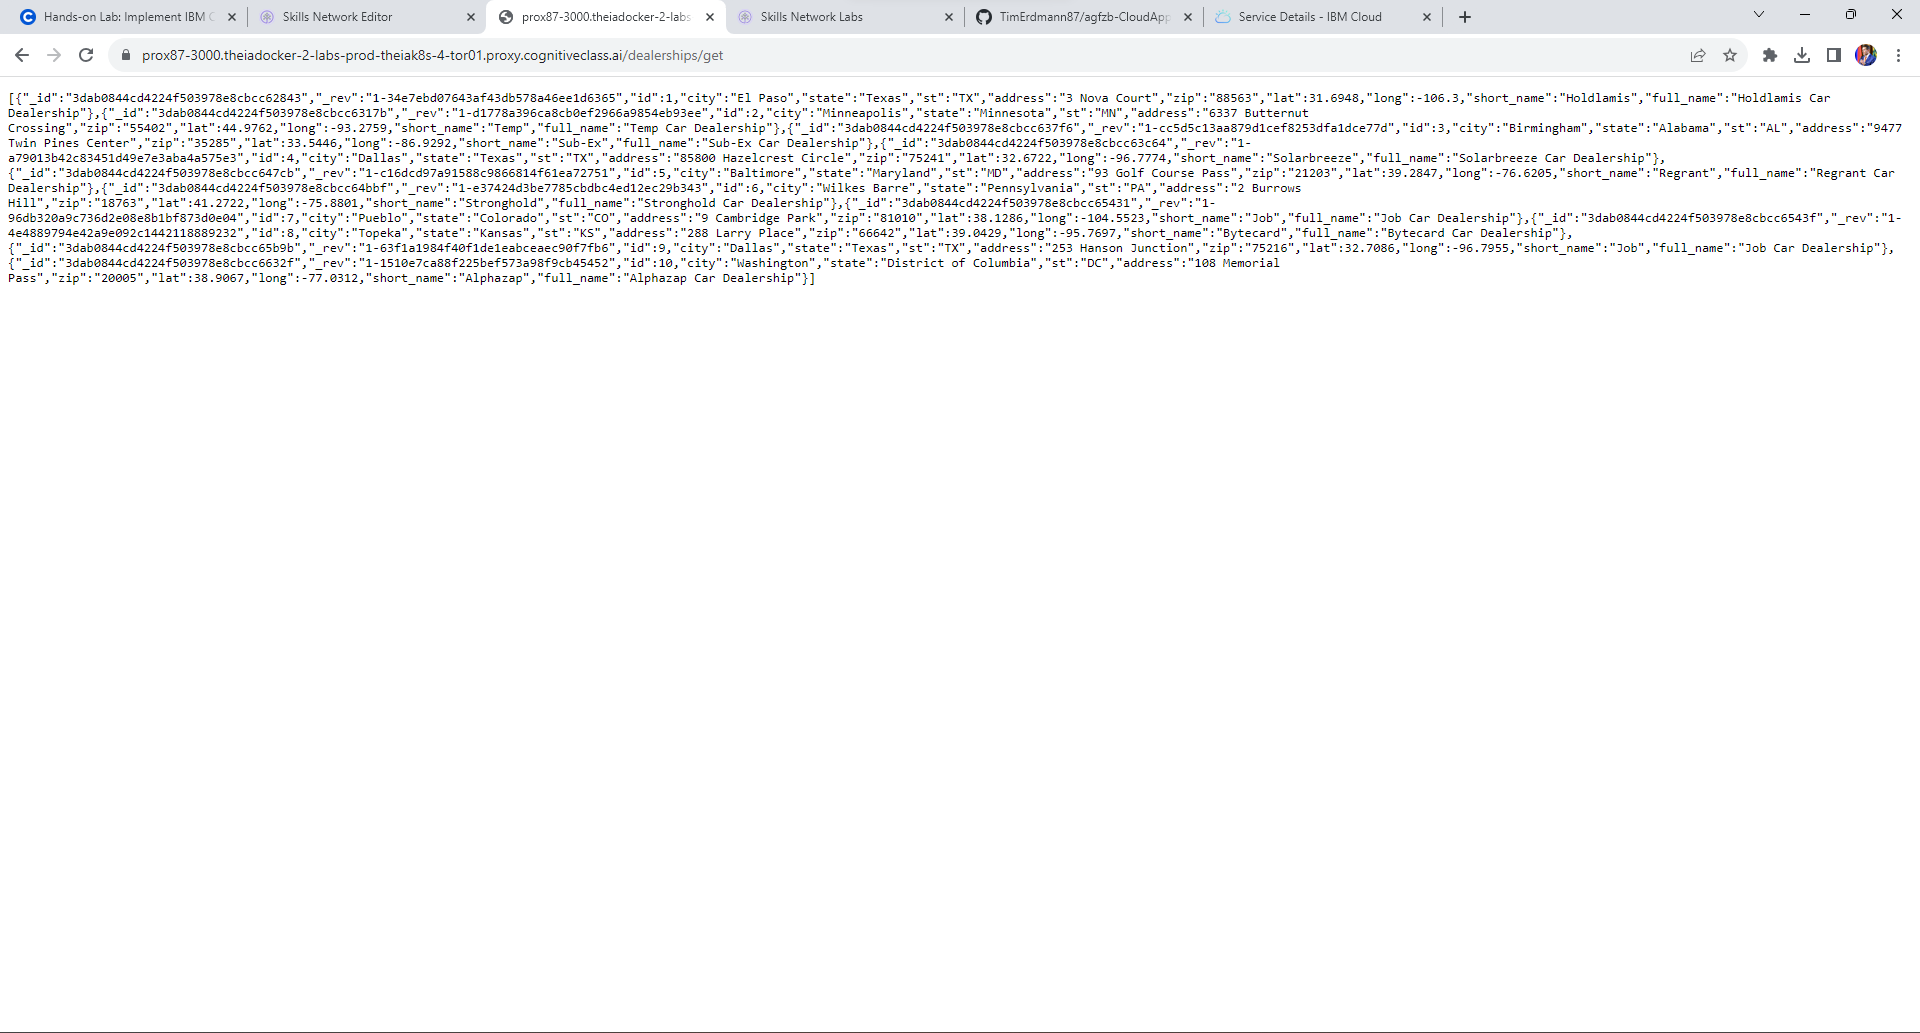 Hands-on Lab: Implement IBM C
Skills Network Editor
prox87-3000.theiadocker-2-labs
Skills Network Labs
TimErdmann87/agfzb-CloudApp
Service Details - IBM Cloud
prox87-3000.theiadocker-2-labs-prod-theiak8s-4-tor01.proxy.cognitiveclass.ai/dealerships/get
[{"_id":"3dab0844cd4224f503978e8cbcc62843","_rev":"1-34e7ebd07643af43db578a46ee1d6365","id":1,"city":"El Paso","state":"Texas","st":"TX","address":"3 Nova Court","zip":"88563","lat":31.6948,"long":-106.3,"short_name":"Holdlamis","full_name":"Holdlamis Car
Dealership"},{"_id":"3dab0844cd4224f503978e8cbcc6317b","_rev":"1-d1778a396ca8cb0ef2966a9854eb93ee","id":2,"city":"Minneapolis","state":"Minnesota","st":"MN","address":"6337 Butternut
Crossing","zip":"55402","lat":44.9762,"long":-93.2759,"short_name":"Temp","full_name":"Temp Car Dealership"},{"_id":"3dab0844cd4224f503978e8cbcc637f6","_rev":"1-cc5d5c13aa879d1cef8253dfa1dce77d","id":3,"city":"Birmingham","state":"Alabama","st":"AL","address":"9477
Twin Pines Center","zip":"35285","lat":33.5446,"long":-86.9292,"short_name":"Sub-Ex","full_name":"Sub-Ex Car Dealership"},{"_id":"3dab0844cd4224f503978e8cbcc63c64","_rev":"1-
a79013b42c83451d49e7e3aba4a575e3","id":4,"city":"Dallas","state":"Texas","st":"TX","address":"85800 Hazelcrest Circle","zip":"75241","lat":32.6722,"long":-96.7774,"short_name":"Solarbreeze","full_name":"Solarbreeze Car Dealership"},
{"_id":"3dab0844cd4224f503978e8cbcc647cb","_rev":"1-c16dcd97a91588c9866814f61ea72751","id":5,"city":"Baltimore","state":"Maryland","st":"MD","address":"93 Golf Course Pass","zip":"21203","lat":39.2847,"long":-76.6205,"short_name":"Regrant","full_name":"Regrant Car
Dealership"},{"_id":"3dab0844cd4224f503978e8cbcc64bbf","_rev":"1-e37424d3be7785cbdbc4ed12ec29b343","id":6,"city":"Wilkes Barre","state":"Pennsylvania","st":"PA","address":"2 Burrows
Hill","zip":"18763","lat":41.2722,"long":-75.8801,"short_name":"Stronghold","full_name":"Stronghold Car Dealership"},{"_id":"3dab0844cd4224f503978e8cbcc65431","_rev":"1-
96db320a9c736d2e08e8b1bf873d0e04","id":7,"city":"Pueblo","state":"Colorado","st":"CO","address":"9 Cambridge Park","zip":"81010","lat":38.1286,"long":-104.5523,"short_name":"Job","full_name":"Job Car Dealership"},{"_id":"3dab0844cd4224f503978e8cbcc6543f","_rev":"1-
4e4889794e42a9e092c1442118889232","id":8,"city":"Topeka","state":"Kansas","st":"KS","address":"288 Larry Place","zip":"66642","lat":39.0429,"long":-95.7697,"short_name":"Bytecard","full_name":"Bytecard Car Dealership"},
{"_id":"3dab0844cd4224f503978e8cbcc65b9b","_rev":"1-63f1a1984f40f1de1eabceaec90f7fb6","id":9,"city":"Dallas","state":"Texas","st":"TX","address":"253 Hanson Junction","zip":"75216","lat":32.7086,"long":-96.7955,"short_name":"Job","full_name":"Job Car Dealership"},
{"_id":"3dab0844cd4224f503978e8cbcc6632f","_rev":"1-1510e7ca88f225bef573a98f9cb45452","id":10,"city":"Washington","state":"District of Columbia","st":"DC","address":"108 Memorial
Pass","zip":"20005","lat":38.9067,"long":-77.0312,"short_name":"Alphazap","full_name":"Alphazap Car Dealership"}]